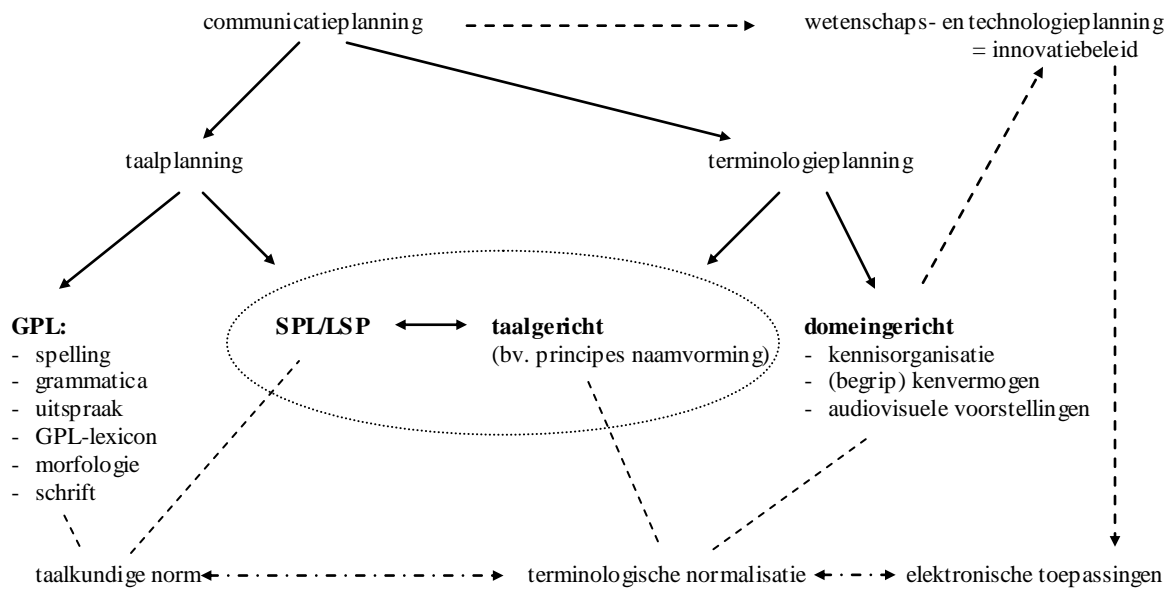 communicatieplanning
wetenschaps- en technologieplanning
= innovatiebeleid
taalplanning
terminologieplanning
GPL:
- spelling
- grammatica
- uitspraak
- GPL-lexicon
- morfologie
- schrift
SPL/LSP
taalgericht
(bv. principes naamvorming)
domeingericht
- kennisorganisatie
- (begrip) kenvermogen
- audiovisuele voorstellingen
taalkundige norm
terminologische normalisatie
elektronische toepassingen